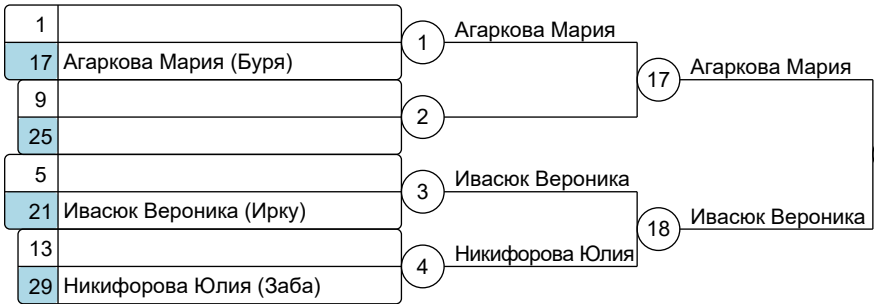 1
17 Агаркова Мария (Буря)
9
25
5
21 Ивасюк Вероника (Ирку)
13
29 Никифорова Юлия (Заба)
1 Агаркова Мария
2
3 Ивасюк Вероника
4 Никифорова Юлия
17 Агаркова Мария
18 Ивасюк Вероника